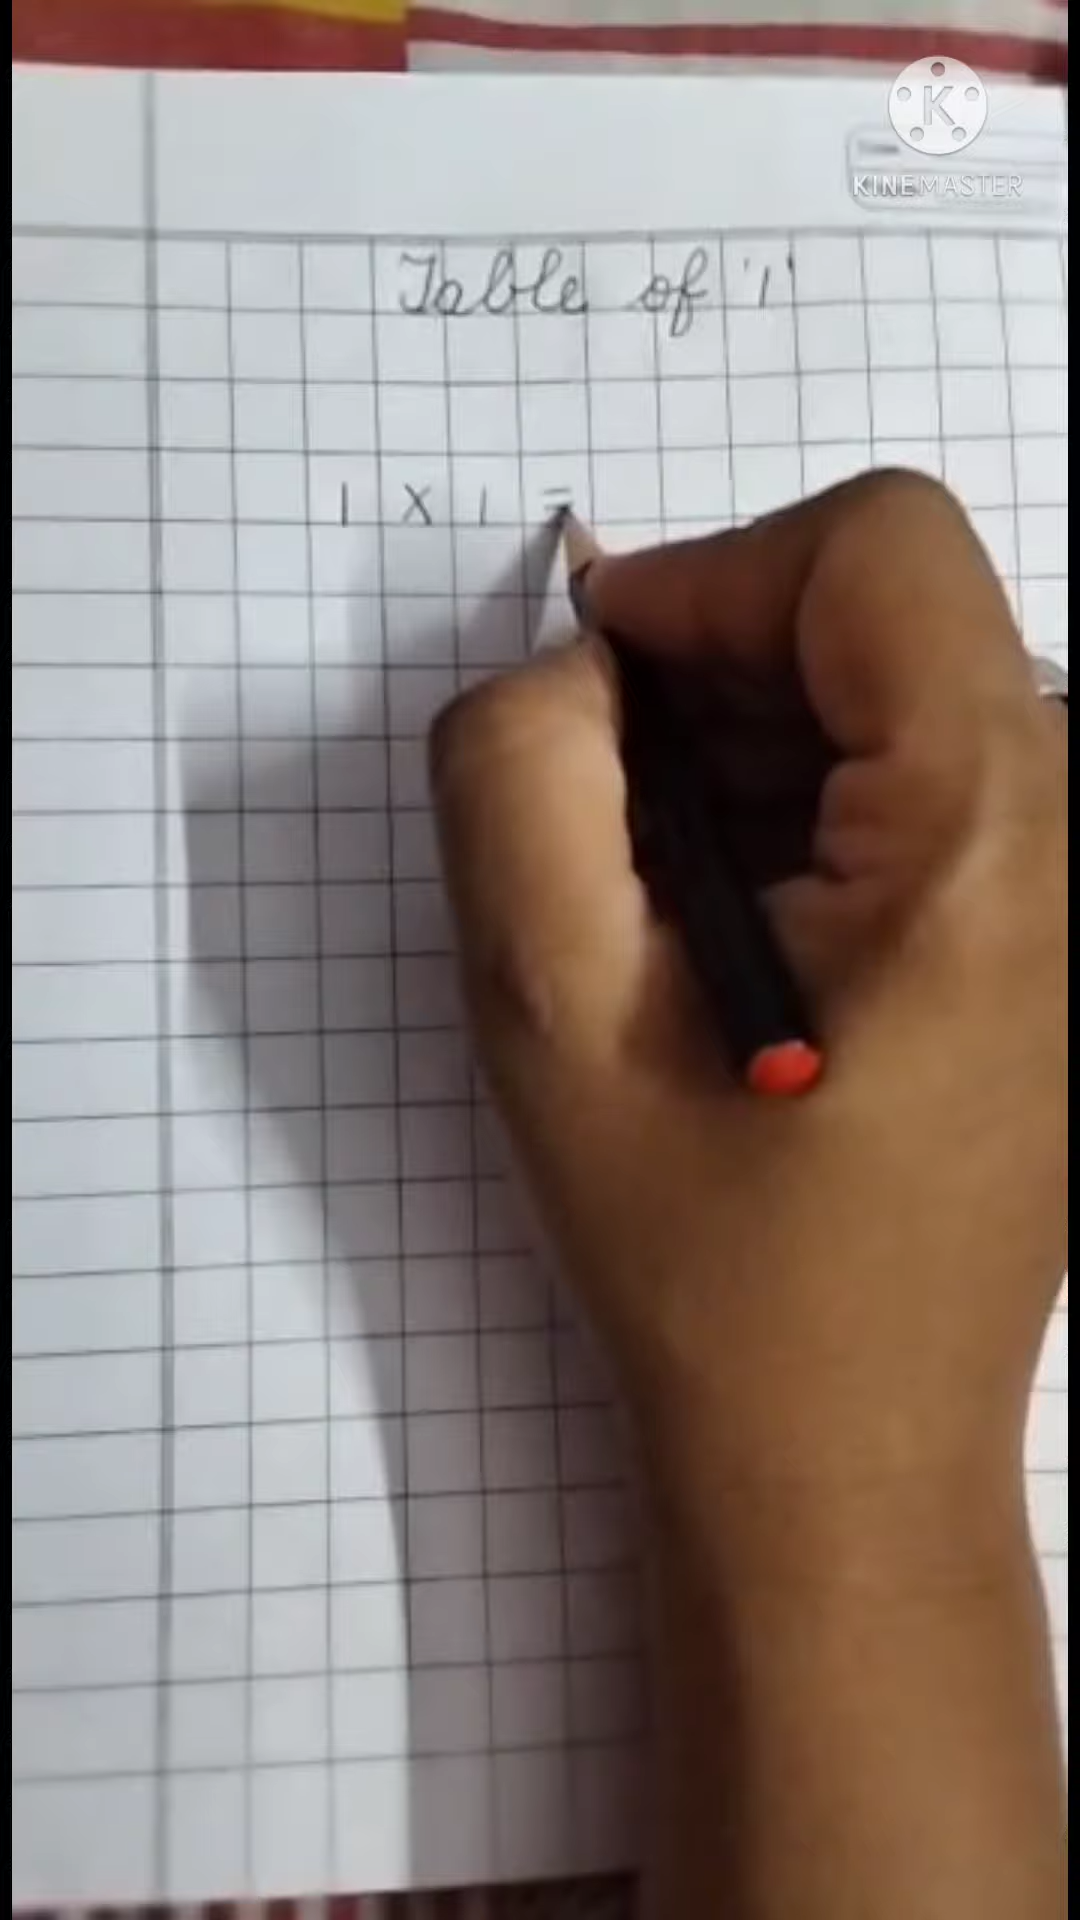 KINEMASTER
Table of '1'
1 X 1 =